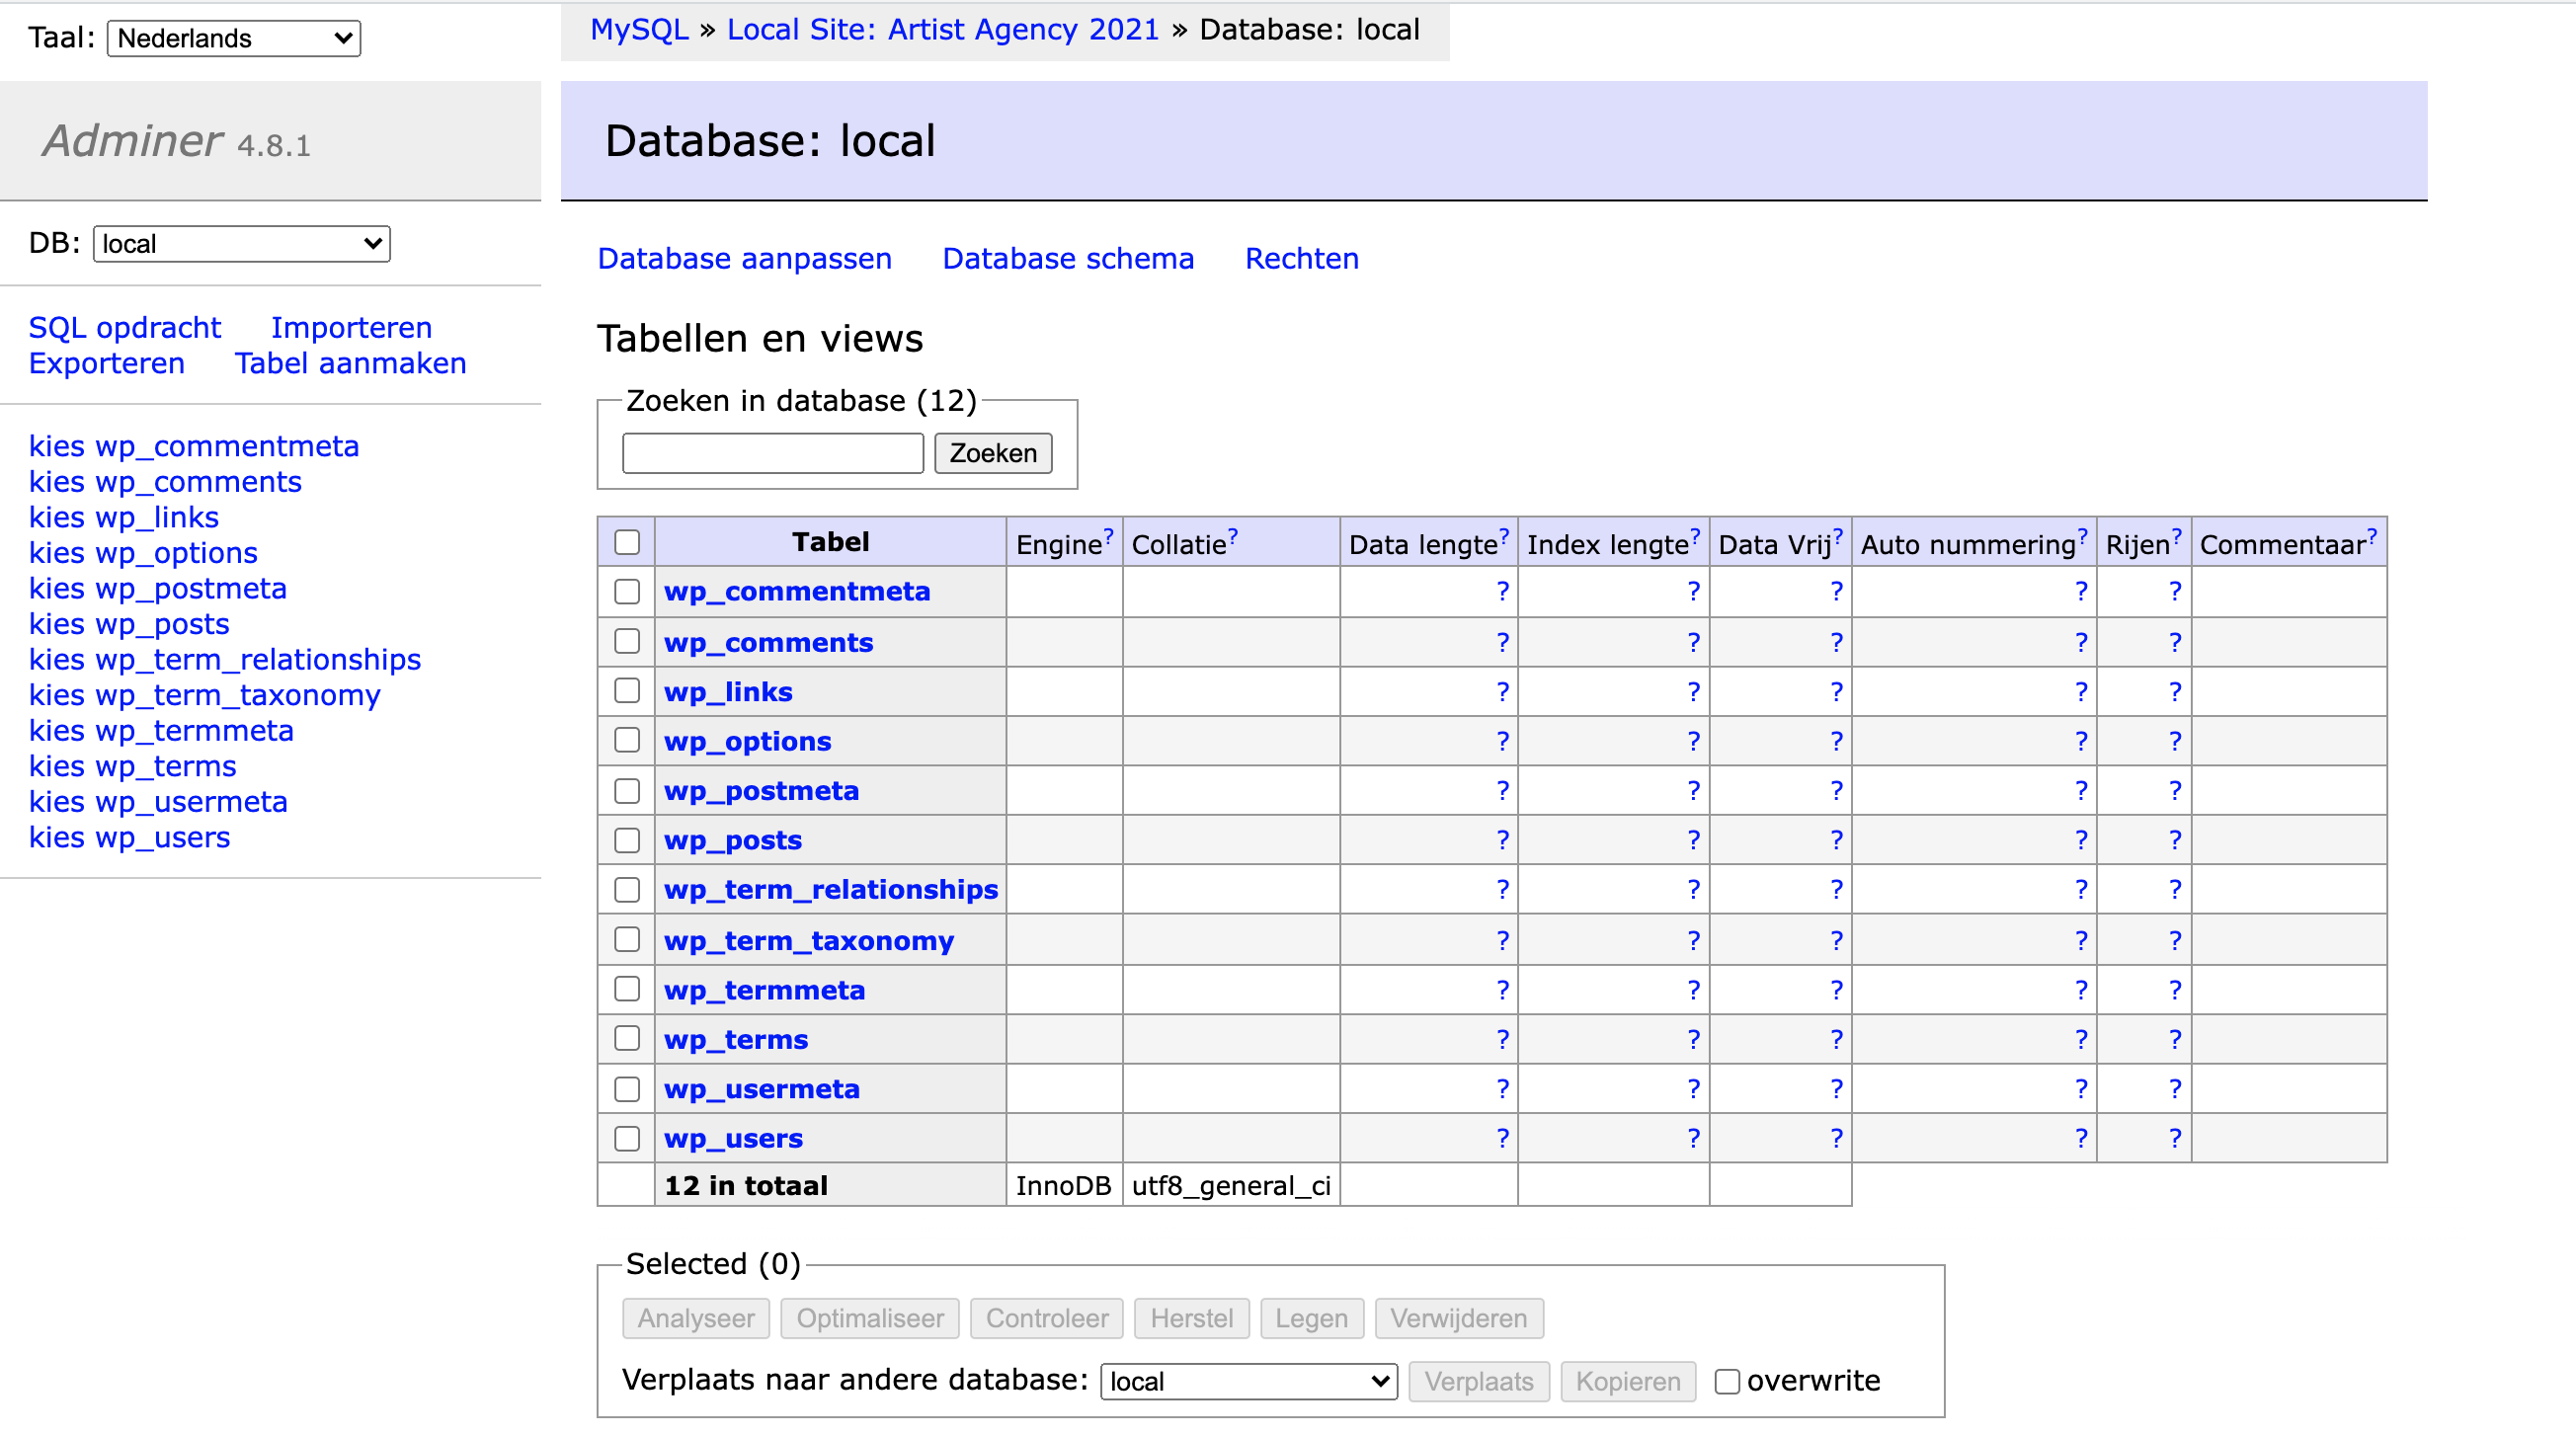 Taal: Nederlands
MySQL » Local Site: Artist Agency 2021 » Database: local
Adminer 4.8.1
Database: local
DB: local
Database aanpassen Database schema Rechten
SQL opdracht Importeren
Exporteren Tabel aanmaken
kies wp_commentmeta
kies wp_comments
kies wp_links
kies wp_options
kies wp_postmeta
kies wp_posts
kies wp_term_relationships
kies wp_term_taxonomy
kies wp_termmeta
kies wp_terms
kies wp_usermeta
kies wp_users
Tabellen en views
Zoeken in database (12)
Zoeken
Tabel Engine? Collatie? Data lengte? Index lengte? Data Vrij? Auto nummering? Rijen? Commentaar?
wp_commentmeta ? ? ? ? ?
wp_comments ? ? ? ? ?
wp_links ? ? ? ? ?
wp_options ? ? ? ? ?
wp_postmeta ? ? ? ? ?
wp_posts ? ? ? ? ?
wp_term_relationships ? ? ? ? ?
wp_term_taxonomy ? ? ? ? ?
wp_termmeta ? ? ? ? ?
wp_terms ? ? ? ? ?
wp_usermeta ? ? ? ? ?
wp_users ? ? ? ? ?
12 in totaal InnoDB utf8_general_ci
Selected (0)
Analyseer Optimaliseer Controleer Herstel Legen Verwijderen
Verplaats naar andere database: local Verplaats Kopieren overwrite